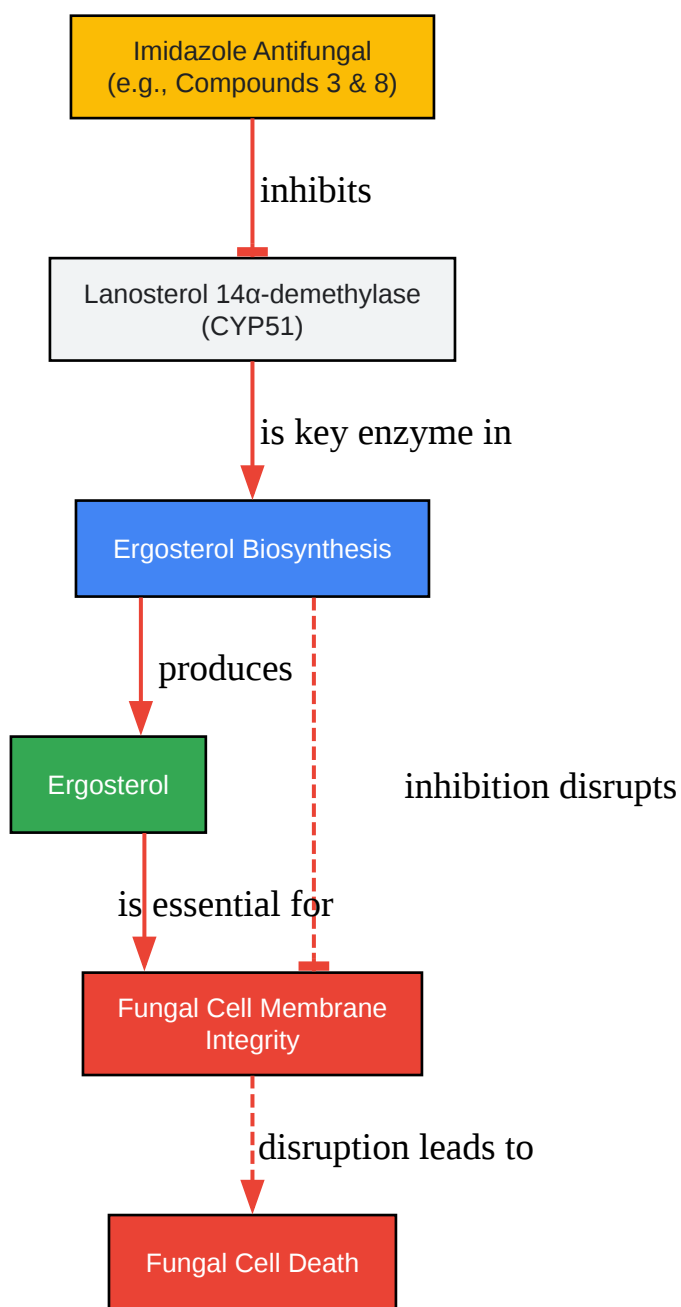 Imidazole Antifungal
(e.g., Compounds 3 & 8)
inhibits
Lanosterol 14α-demethylase
(CYP51)
is key enzyme in
Ergosterol Biosynthesis
produces
Ergosterol
inhibition disrupts
is essential for
Fungal Cell Membrane
Integrity
disruption leads to
Fungal Cell Death